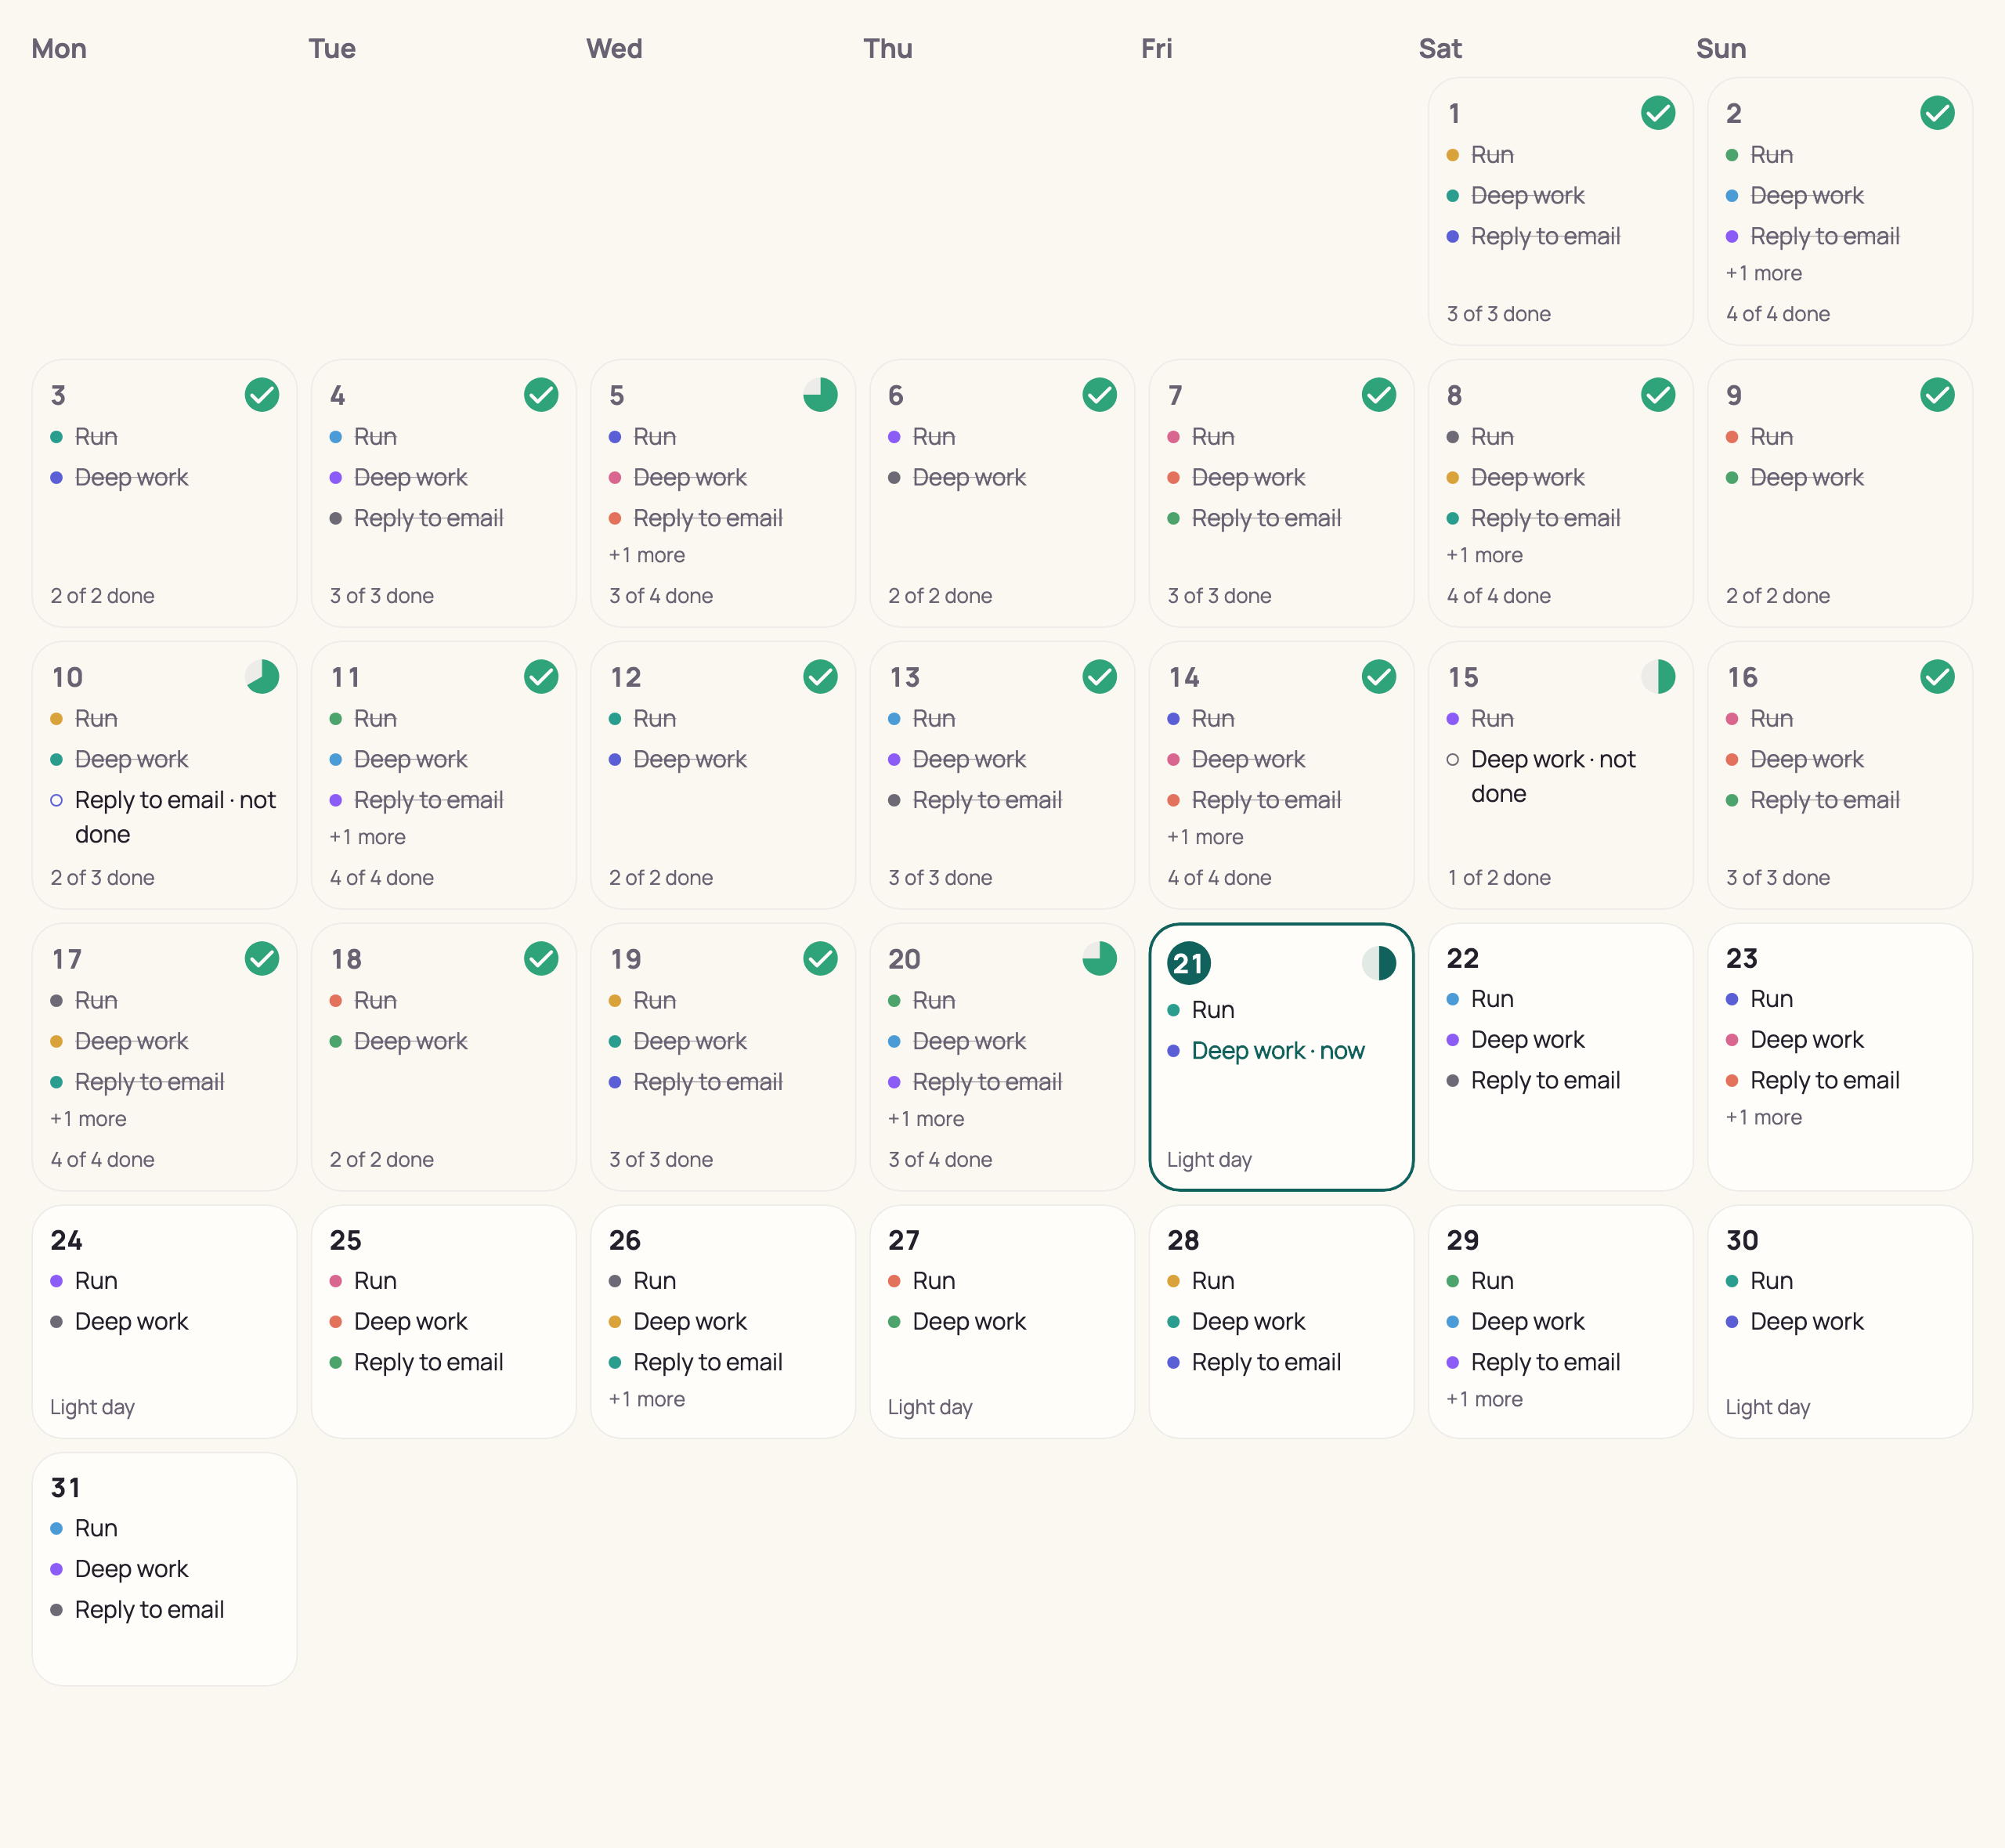 Mon Tue Wed Thu Fri Sat Sun
1
Run
Deep work
Reply to email
3 of 3 done
2
Run
Deep work
Reply to email
+1 more
4 of 4 done
3
Run
Deep work
2 of 2 done
4
Run
Deep work
Reply to email
3 of 3 done
5
Run
Deep work
Reply to email
+1 more
3 of 4 done
6
Run
Deep work
2 of 2 done
7
Run
Deep work
Reply to email
3 of 3 done
8
Run
Deep work
Reply to email
+1 more
4 of 4 done
9
Run
Deep work
2 of 2 done
10
Run
Deep work
Reply to email · not
done
2 of 3 done
11
Run
Deep work
Reply to email
+1 more
4 of 4 done
12
Run
Deep work
2 of 2 done
13
Run
Deep work
Reply to email
3 of 3 done
14
Run
Deep work
Reply to email
+1 more
4 of 4 done
15
Run
Deep work · not
done
1 of 2 done
16
Run
Deep work
Reply to email
3 of 3 done
17
Run
Deep work
Reply to email
+1 more
4 of 4 done
18
Run
Deep work
2 of 2 done
19
Run
Deep work
Reply to email
3 of 3 done
20
Run
Deep work
Reply to email
+1 more
3 of 4 done
21
Run
Deep work · now
Light day
22
Run
Deep work
Reply to email
23
Run
Deep work
Reply to email
+1 more
24
Run
Deep work
Light day
25
Run
Deep work
Reply to email
26
Run
Deep work
Reply to email
+1 more
27
Run
Deep work
Light day
28
Run
Deep work
Reply to email
29
Run
Deep work
Reply to email
+1 more
30
Run
Deep work
Light day
31
Run
Deep work
Reply to email